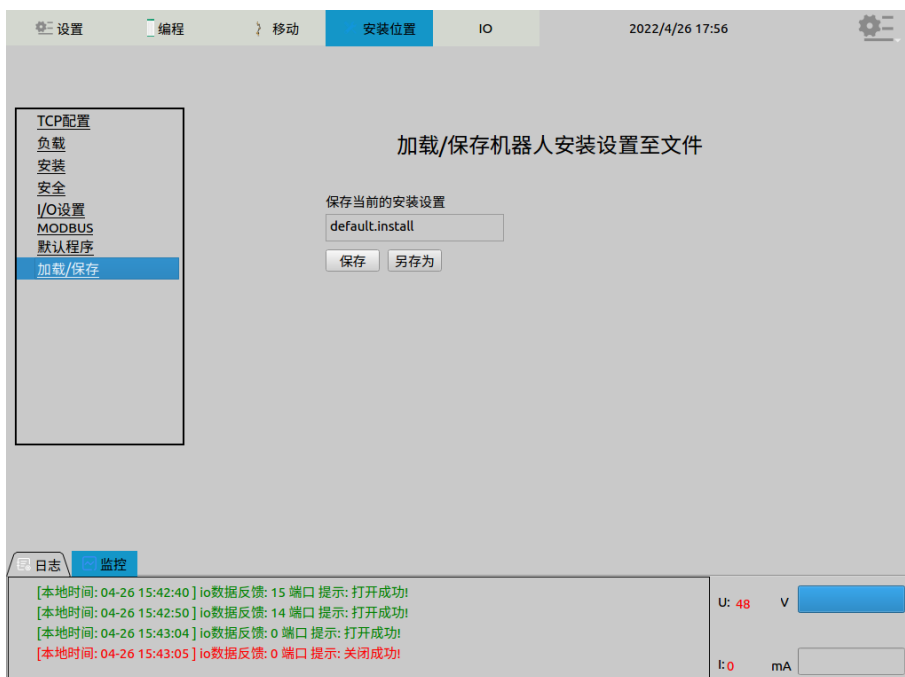 设置 编程 移动 安装位置 IO 2022/4/26 17:56
TCP配置
负载
安装
安全
I/O设置
MODBUS
默认程序
加载/保存
加载/保存机器人安装设置至文件
保存当前的安装设置
default.install
保存 另存为
日志 监控
[本地时间: 04-26 15:42:40 ] io数据反馈: 15 端口 提示: 打开成功!
[本地时间: 04-26 15:42:50 ] io数据反馈: 14 端口 提示: 打开成功!
[本地时间: 04-26 15:43:04 ] io数据反馈: 0 端口 提示: 打开成功!
[本地时间: 04-26 15:43:05 ] io数据反馈: 0 端口 提示: 关闭成功!
U: 48 V
I: 0 mA